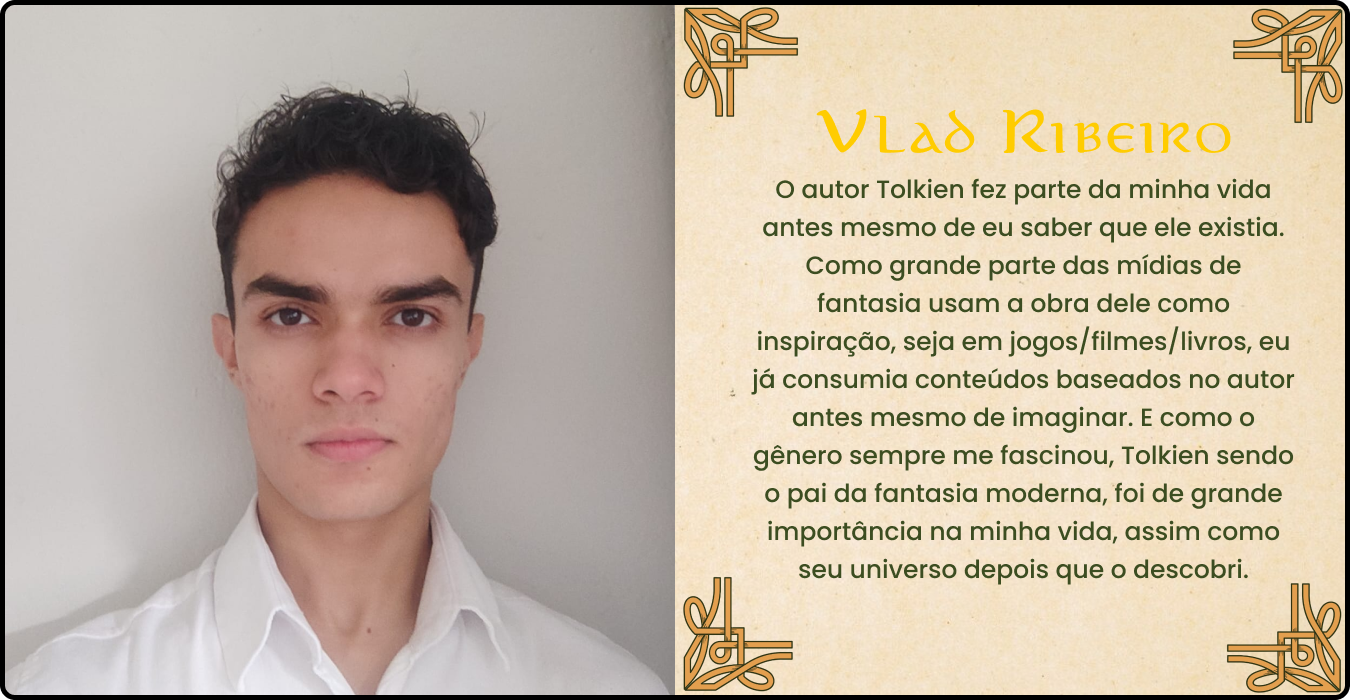 Vlad Ribeiro
O autor Tolkien fez parte da minha vida
antes mesmo de eu saber que ele existia.
Como grande parte das mídias de
fantasia usam a obra dele como
inspiração, seja em jogos/filmes/livros, eu
já consumia conteúdos baseados no autor
antes mesmo de imaginar. E como o
gênero sempre me fascinou, Tolkien sendo
o pai da fantasia moderna, foi de grande
importância na minha vida, assim como
seu universo depois que o descobri.